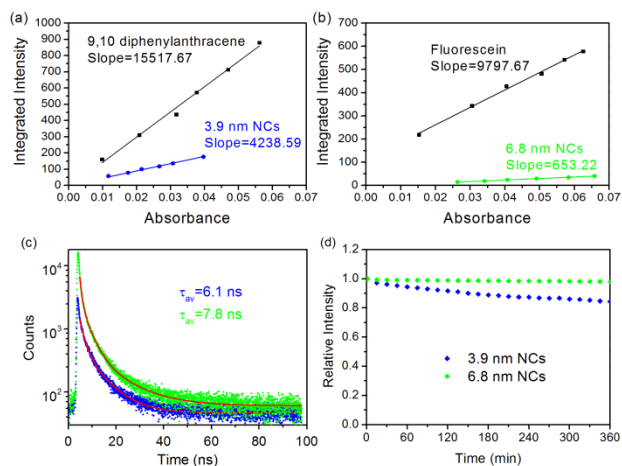 (a)
1000
900
800
700
600
500
400
300
200
100
0
Integrated Intensity
9,10 diphenylanthracene
Slope=15517.67
3.9 nm NCs
Slope=4238.59
0.00 0.01 0.02 0.03 0.04 0.05 0.06 0.07
Absorbance
(b)
700
600
500
400
300
200
100
0
Integrated Intensity
Fluorescein
Slope=9797.67
6.8 nm NCs
Slope=653.22
0.00 0.01 0.02 0.03 0.04 0.05 0.06 0.07
Absorbance
(c)
10⁴
10³
10²
Counts
τav=6.1 ns
τav=7.8 ns
0 20 40 60 80 100
Time (ns)
(d)
1.2
1.0
0.8
0.6
0.4
0.2
0.0
Relative Intensity
3.9 nm NCs
6.8 nm NCs
0 60 120 180 240 300 360
Time (min)